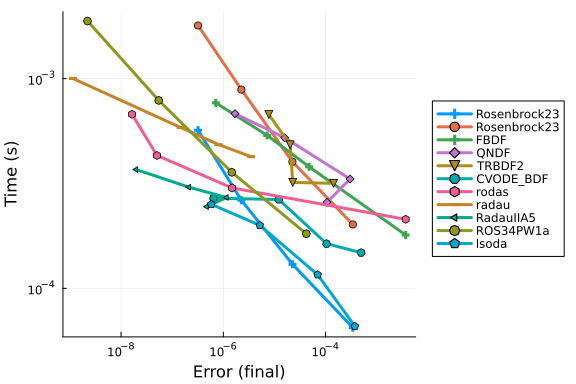 10⁻³
10⁻⁴
Time (s)
10⁻⁸
10⁻⁶
10⁻⁴
Error (final)
Rosenbrock23
Rosenbrock23
FBDF
QNDF
TRBDF2
CVODE_BDF
rodas
radau
RadauIIA5
ROS34PW1a
lsoda